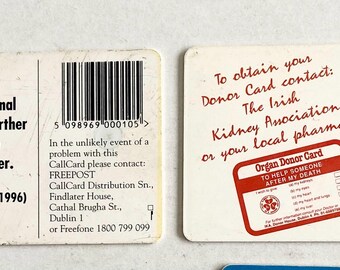 nal
rther
er.
1996)
5 098969 000105
In the unlikely event of a
problem with this
CallCard please contact:
FREEPOST
CallCard Distribution Sn.,
Findlater House,
Cathal Brugha St.,
Dublin 1
or Freefone 1800 799 099
To obtain your
Donor Card contact:
The Irish
Kidney Association
or your local pharma
Organ Donor Card
TO HELP SOMEONE
AFTER MY DEATH